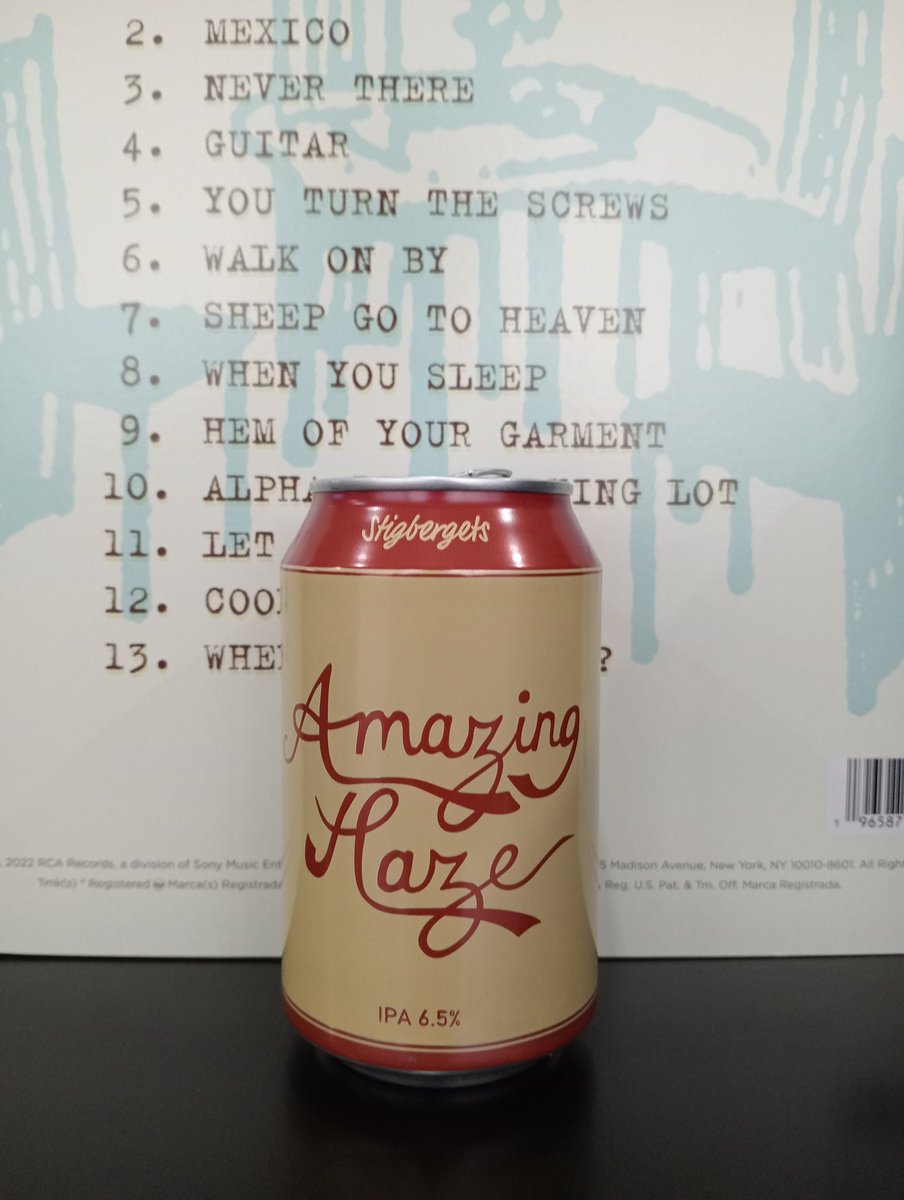 2. MEXICO
3. NEVER THERE
4. GUITAR
5. YOU TURN THE SCREWS
6. WALK ON BY
7. SHEEP GO TO HEAVEN
8. WHEN YOU SLEEP
9. HEM OF YOUR GARMENT
10. ALPHA ING LOT
11. LET
12. COO
13. WHE ?
Stigbergets
Amazing
Haze
IPA 6.5%
1 96587
2022 RCA Records, a division of Sony Music Ent 5 Madison Avenue, New York, NY 10010-8601. All Righ
Tmk(s) ® Registered Marca(s) Registrada Reg. U.S. Pat. & Tm. Off. Marca Registrada.